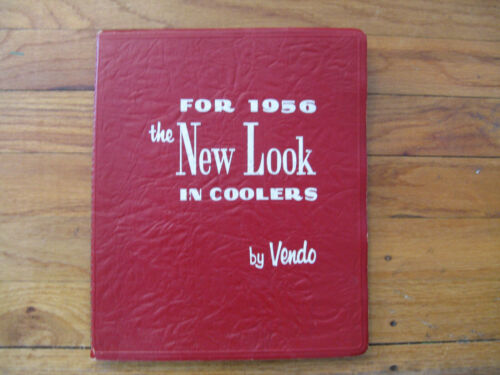 FOR 1956
the New Look
IN COOLERS
by Vendo